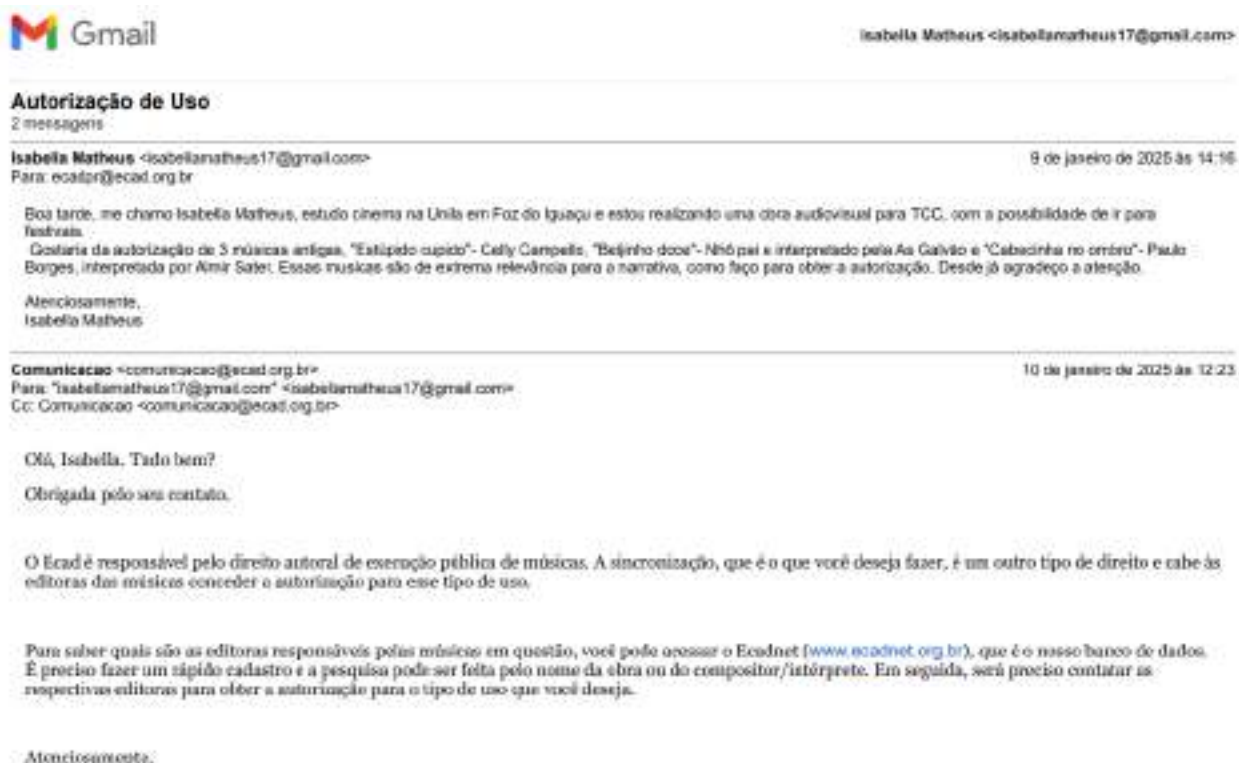 Gmail
Isabella Matheus <isabellamatheus17@gmail.com>
Autorização de Uso
2 mensagens
Isabella Matheus <isabellamatheus17@gmail.com>
9 de janeiro de 2025 às 14:16
Para: ecadpr@ecad.org.br
Boa tarde, me chamo Isabella Matheus, estudo cinema na Unila em Foz do Iguaçu e estou realizando uma obra audiovisual para TCC, com a possibilidade de ir para
festivais.
Gostaria da autorização de 3 músicas antigas, "Estúpido cupido"- Celly Campello, "Beijinho doce"- Nhô pai e interpretado pela As Galvão e "Cabecinha no ombro"- Paulo
Borges, interpretada por Almir Sater. Essas musicas são de extrema relevância para a narrativa, como faço para obter a autorização. Desde já agradeço a atenção.
Atenciosamente,
Isabella Matheus
Comunicacao <comunicacao@ecad.org.br>
10 de janeiro de 2025 às 12:23
Para: "isabellamatheus17@gmail.com" <isabellamatheus17@gmail.com>
Cc: Comunicacao <comunicacao@ecad.org.br>
Olá, Isabella. Tudo bem?
Obrigada pelo seu contato.
O Ecad é responsável pelo direito autoral de execução pública de músicas. A sincronização, que é o que você deseja fazer, é um outro tipo de direito e cabe às
editoras das músicas conceder a autorização para esse tipo de uso.
Para saber quais são as editoras responsáveis pelas músicas em questão, você pode acessar o Ecadnet (www.ecadnet.org.br), que é o nosso banco de dados.
É preciso fazer um rápido cadastro e a pesquisa pode ser feita pelo nome da obra ou do compositor/intérprete. Em seguida, será preciso contatar as
respectivas editoras para obter a autorização para o tipo de uso que você deseja.
Atenciosamente,